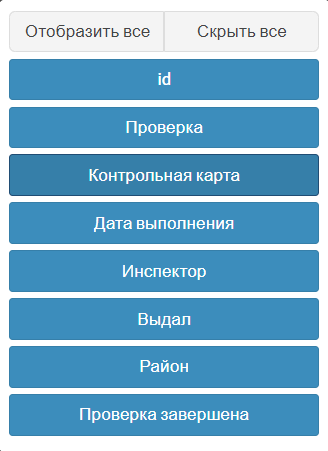 Отобразить все Скрыть все
id
Проверка
Контрольная карта
Дата выполнения
Инспектор
Выдал
Район
Проверка завершена